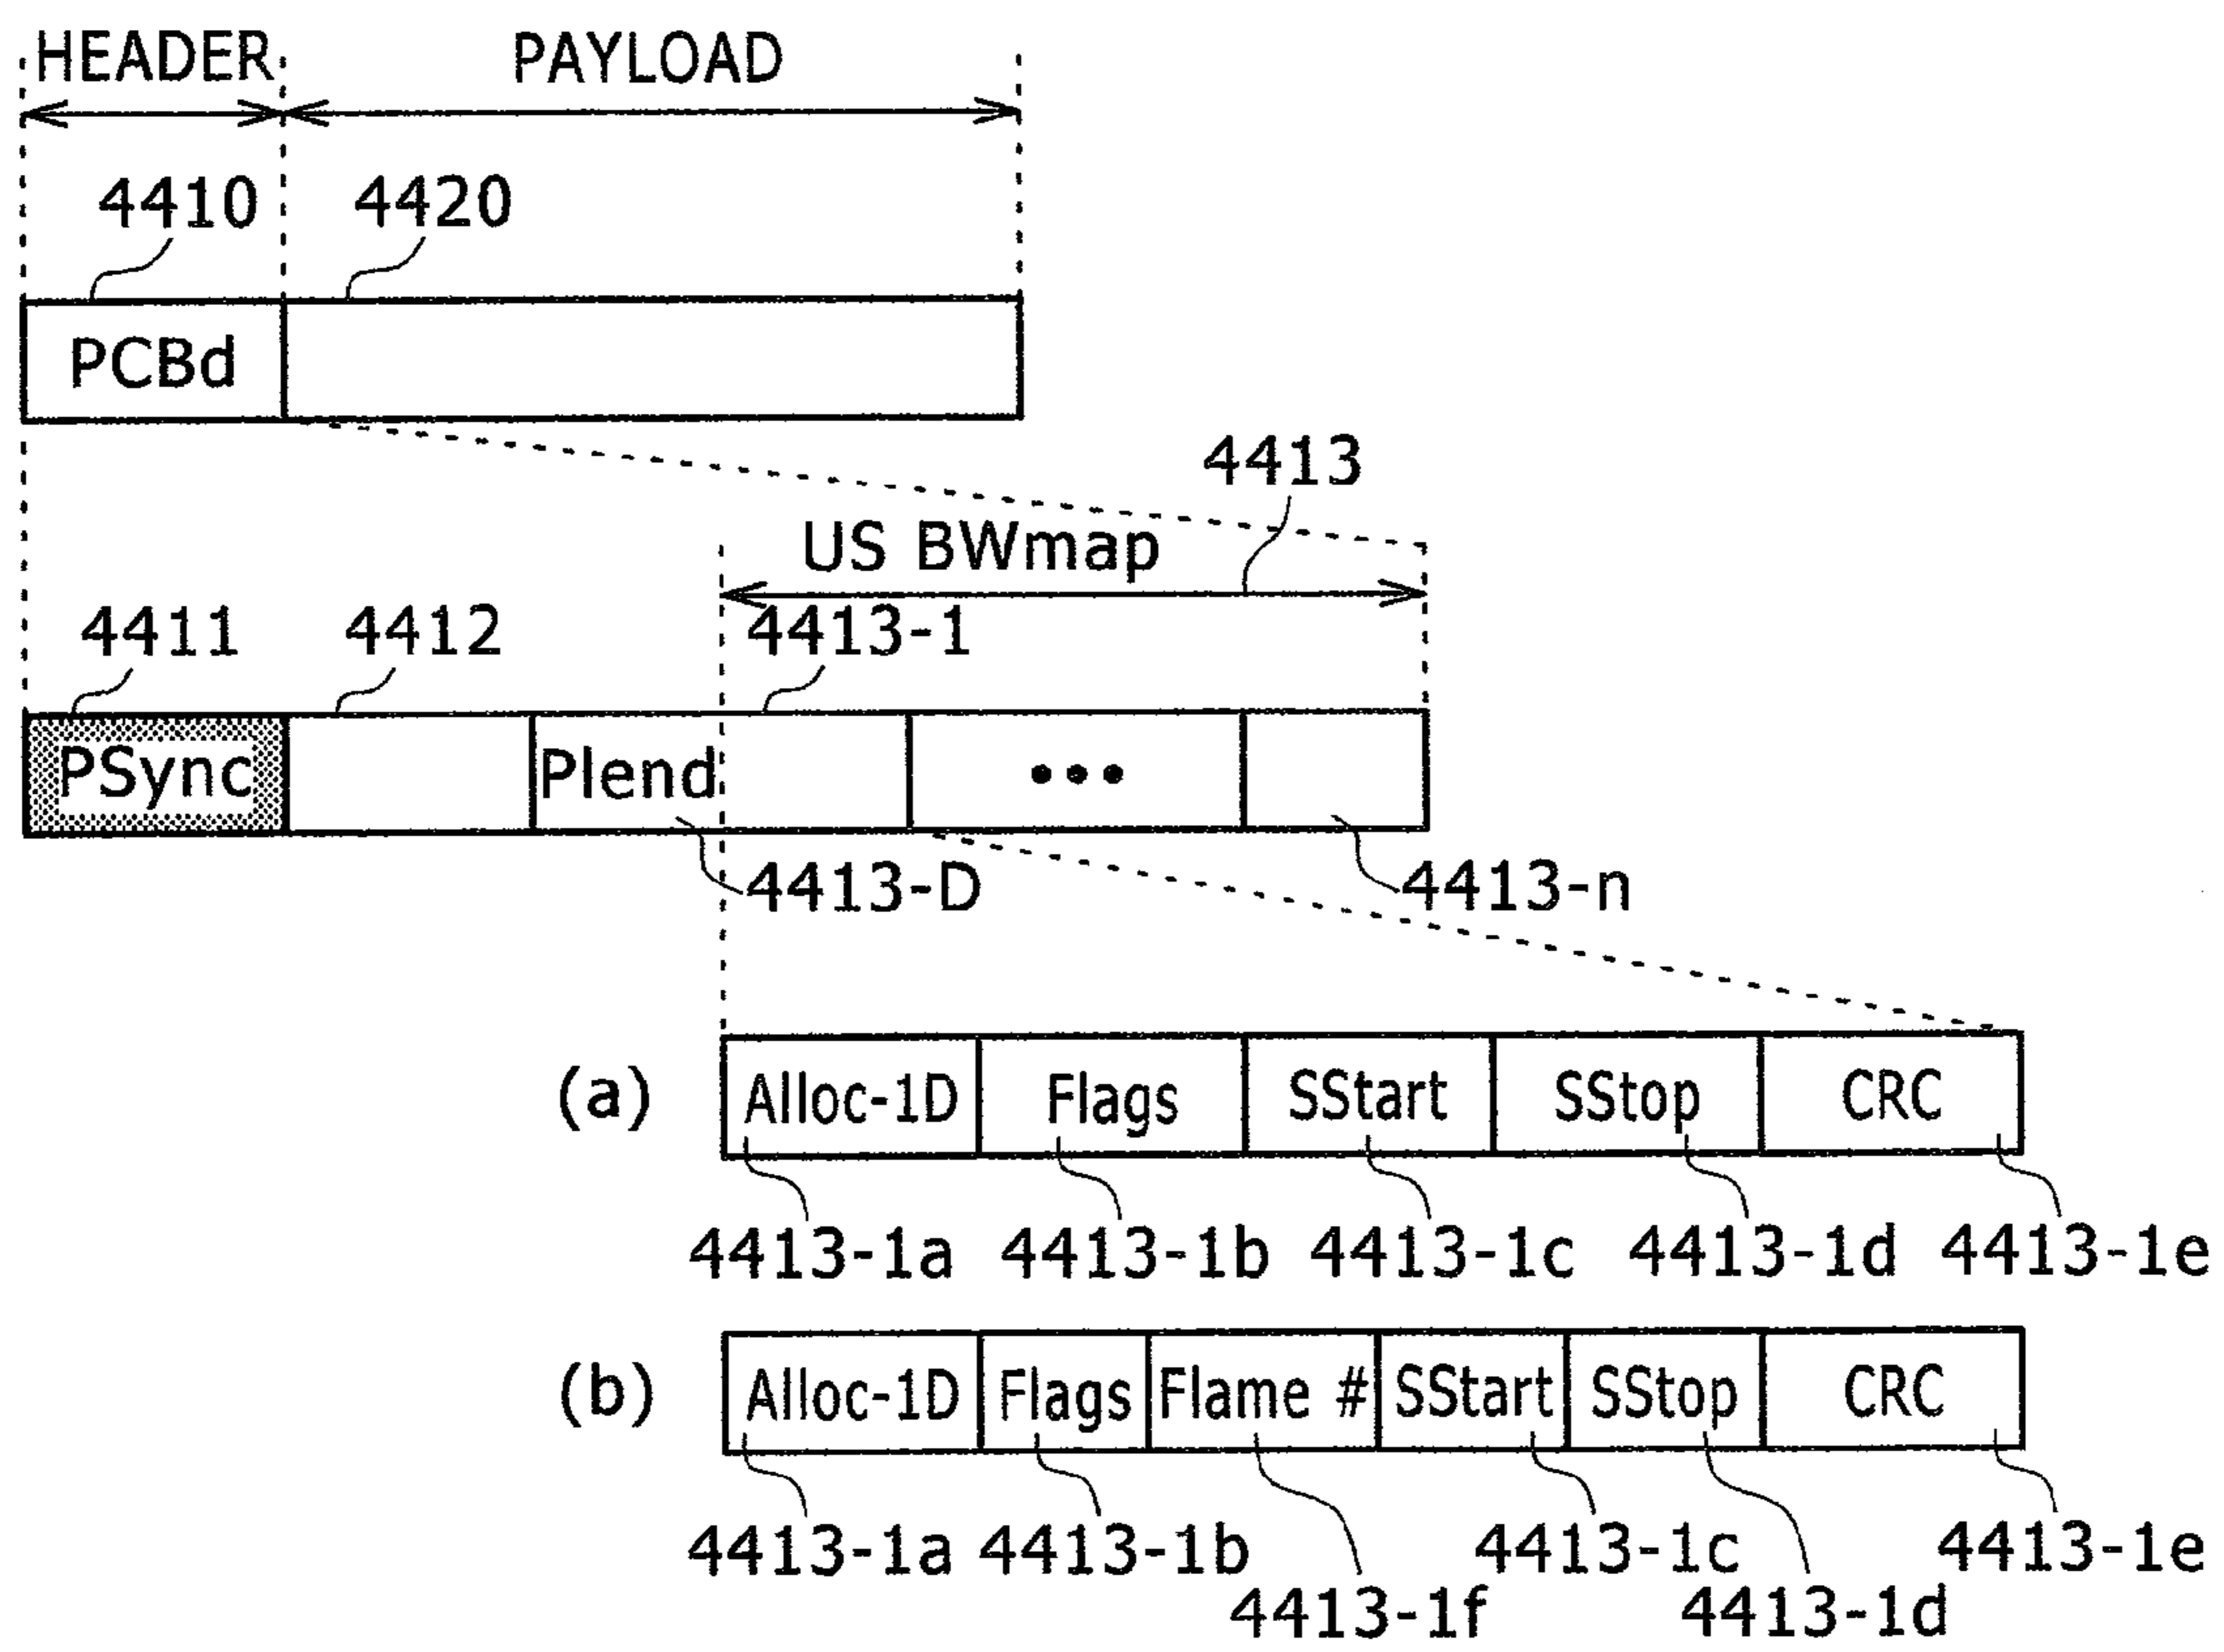 HEADER PAYLOAD
4410 4420
PCBd
4413
US BWmap
4411 4412 4413-1
PSync Plend •••
4413-D 4413-n
(a) Alloc-1D Flags SStart SStop CRC
4413-1a 4413-1b 4413-1c 4413-1d 4413-1e
(b) Alloc-1D Flags Flame # SStart SStop CRC
4413-1a 4413-1b 4413-1c 4413-1e
4413-1f 4413-1d